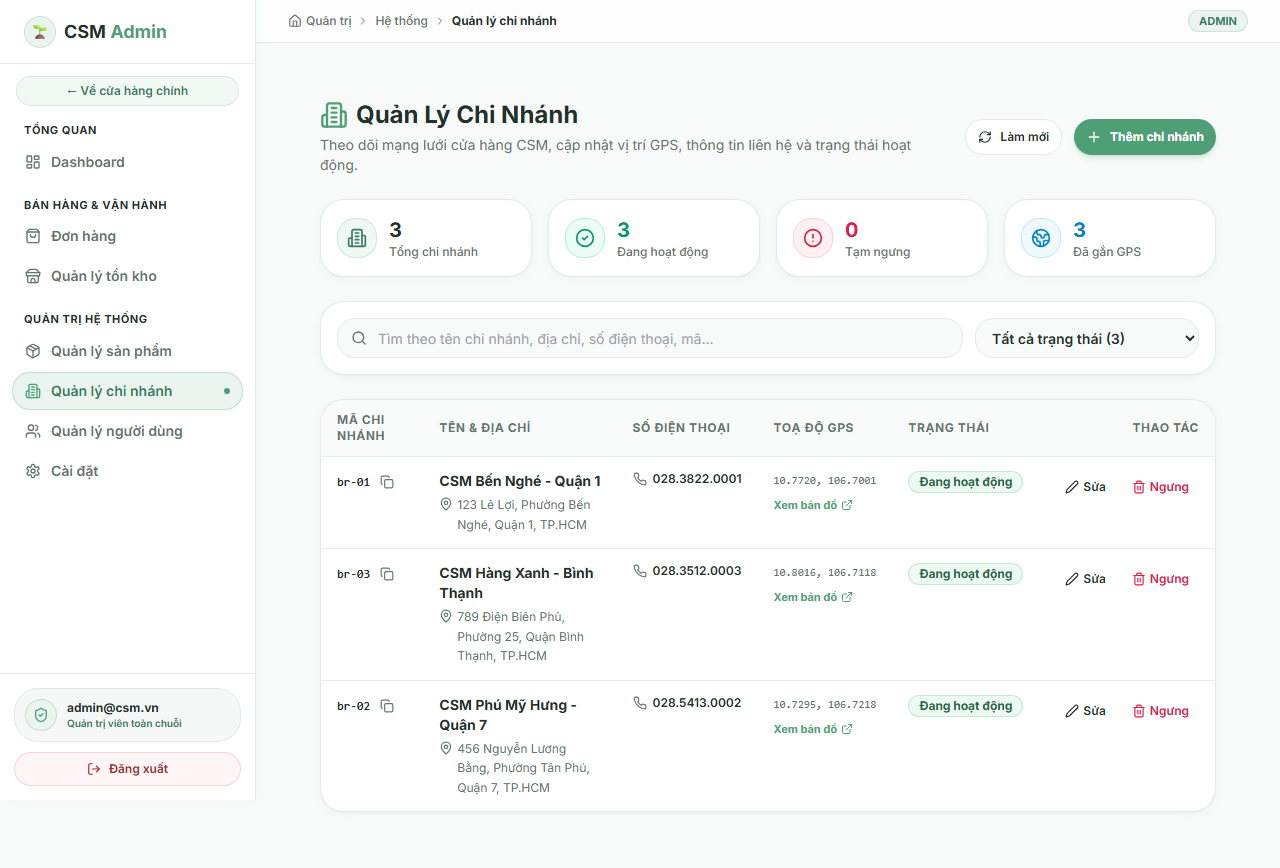 CSM Admin
← Về cửa hàng chính
TỔNG QUAN
Dashboard
BÁN HÀNG & VẬN HÀNH
Đơn hàng
Quản lý tồn kho
QUẢN TRỊ HỆ THỐNG
Quản lý sản phẩm
Quản lý chi nhánh
Quản lý người dùng
Cài đặt
admin@csm.vn
Quản trị viên toàn chuỗi
Đăng xuất
Quản trị > Hệ thống > Quản lý chi nhánh
ADMIN
Quản Lý Chi Nhánh
Theo dõi mạng lưới cửa hàng CSM, cập nhật vị trí GPS, thông tin liên hệ và trạng thái hoạt
động.
Làm mới
Thêm chi nhánh
3
Tổng chi nhánh
3
Đang hoạt động
0
Tạm ngưng
3
Đã gắn GPS
Tìm theo tên chi nhánh, địa chỉ, số điện thoại, mã...
Tất cả trạng thái (3)
MÃ CHI
NHÁNH
TÊN & ĐỊA CHỈ
SỐ ĐIỆN THOẠI
TOẠ ĐỘ GPS
TRẠNG THÁI
THAO TÁC
br-01
CSM Bến Nghé - Quận 1
123 Lê Lợi, Phường Bến
Nghé, Quận 1, TP.HCM
028.3822.0001
10.7720, 106.7001
Xem bản đồ
Đang hoạt động
Sửa
Ngưng
br-03
CSM Hàng Xanh - Bình
Thạnh
789 Điện Biên Phủ,
Phường 25, Quận Bình
Thạnh, TP.HCM
028.3512.0003
10.8016, 106.7118
Xem bản đồ
Đang hoạt động
Sửa
Ngưng
br-02
CSM Phú Mỹ Hưng -
Quận 7
456 Nguyễn Lương
Bằng, Phường Tân Phú,
Quận 7, TP.HCM
028.5413.0002
10.7295, 106.7218
Xem bản đồ
Đang hoạt động
Sửa
Ngưng